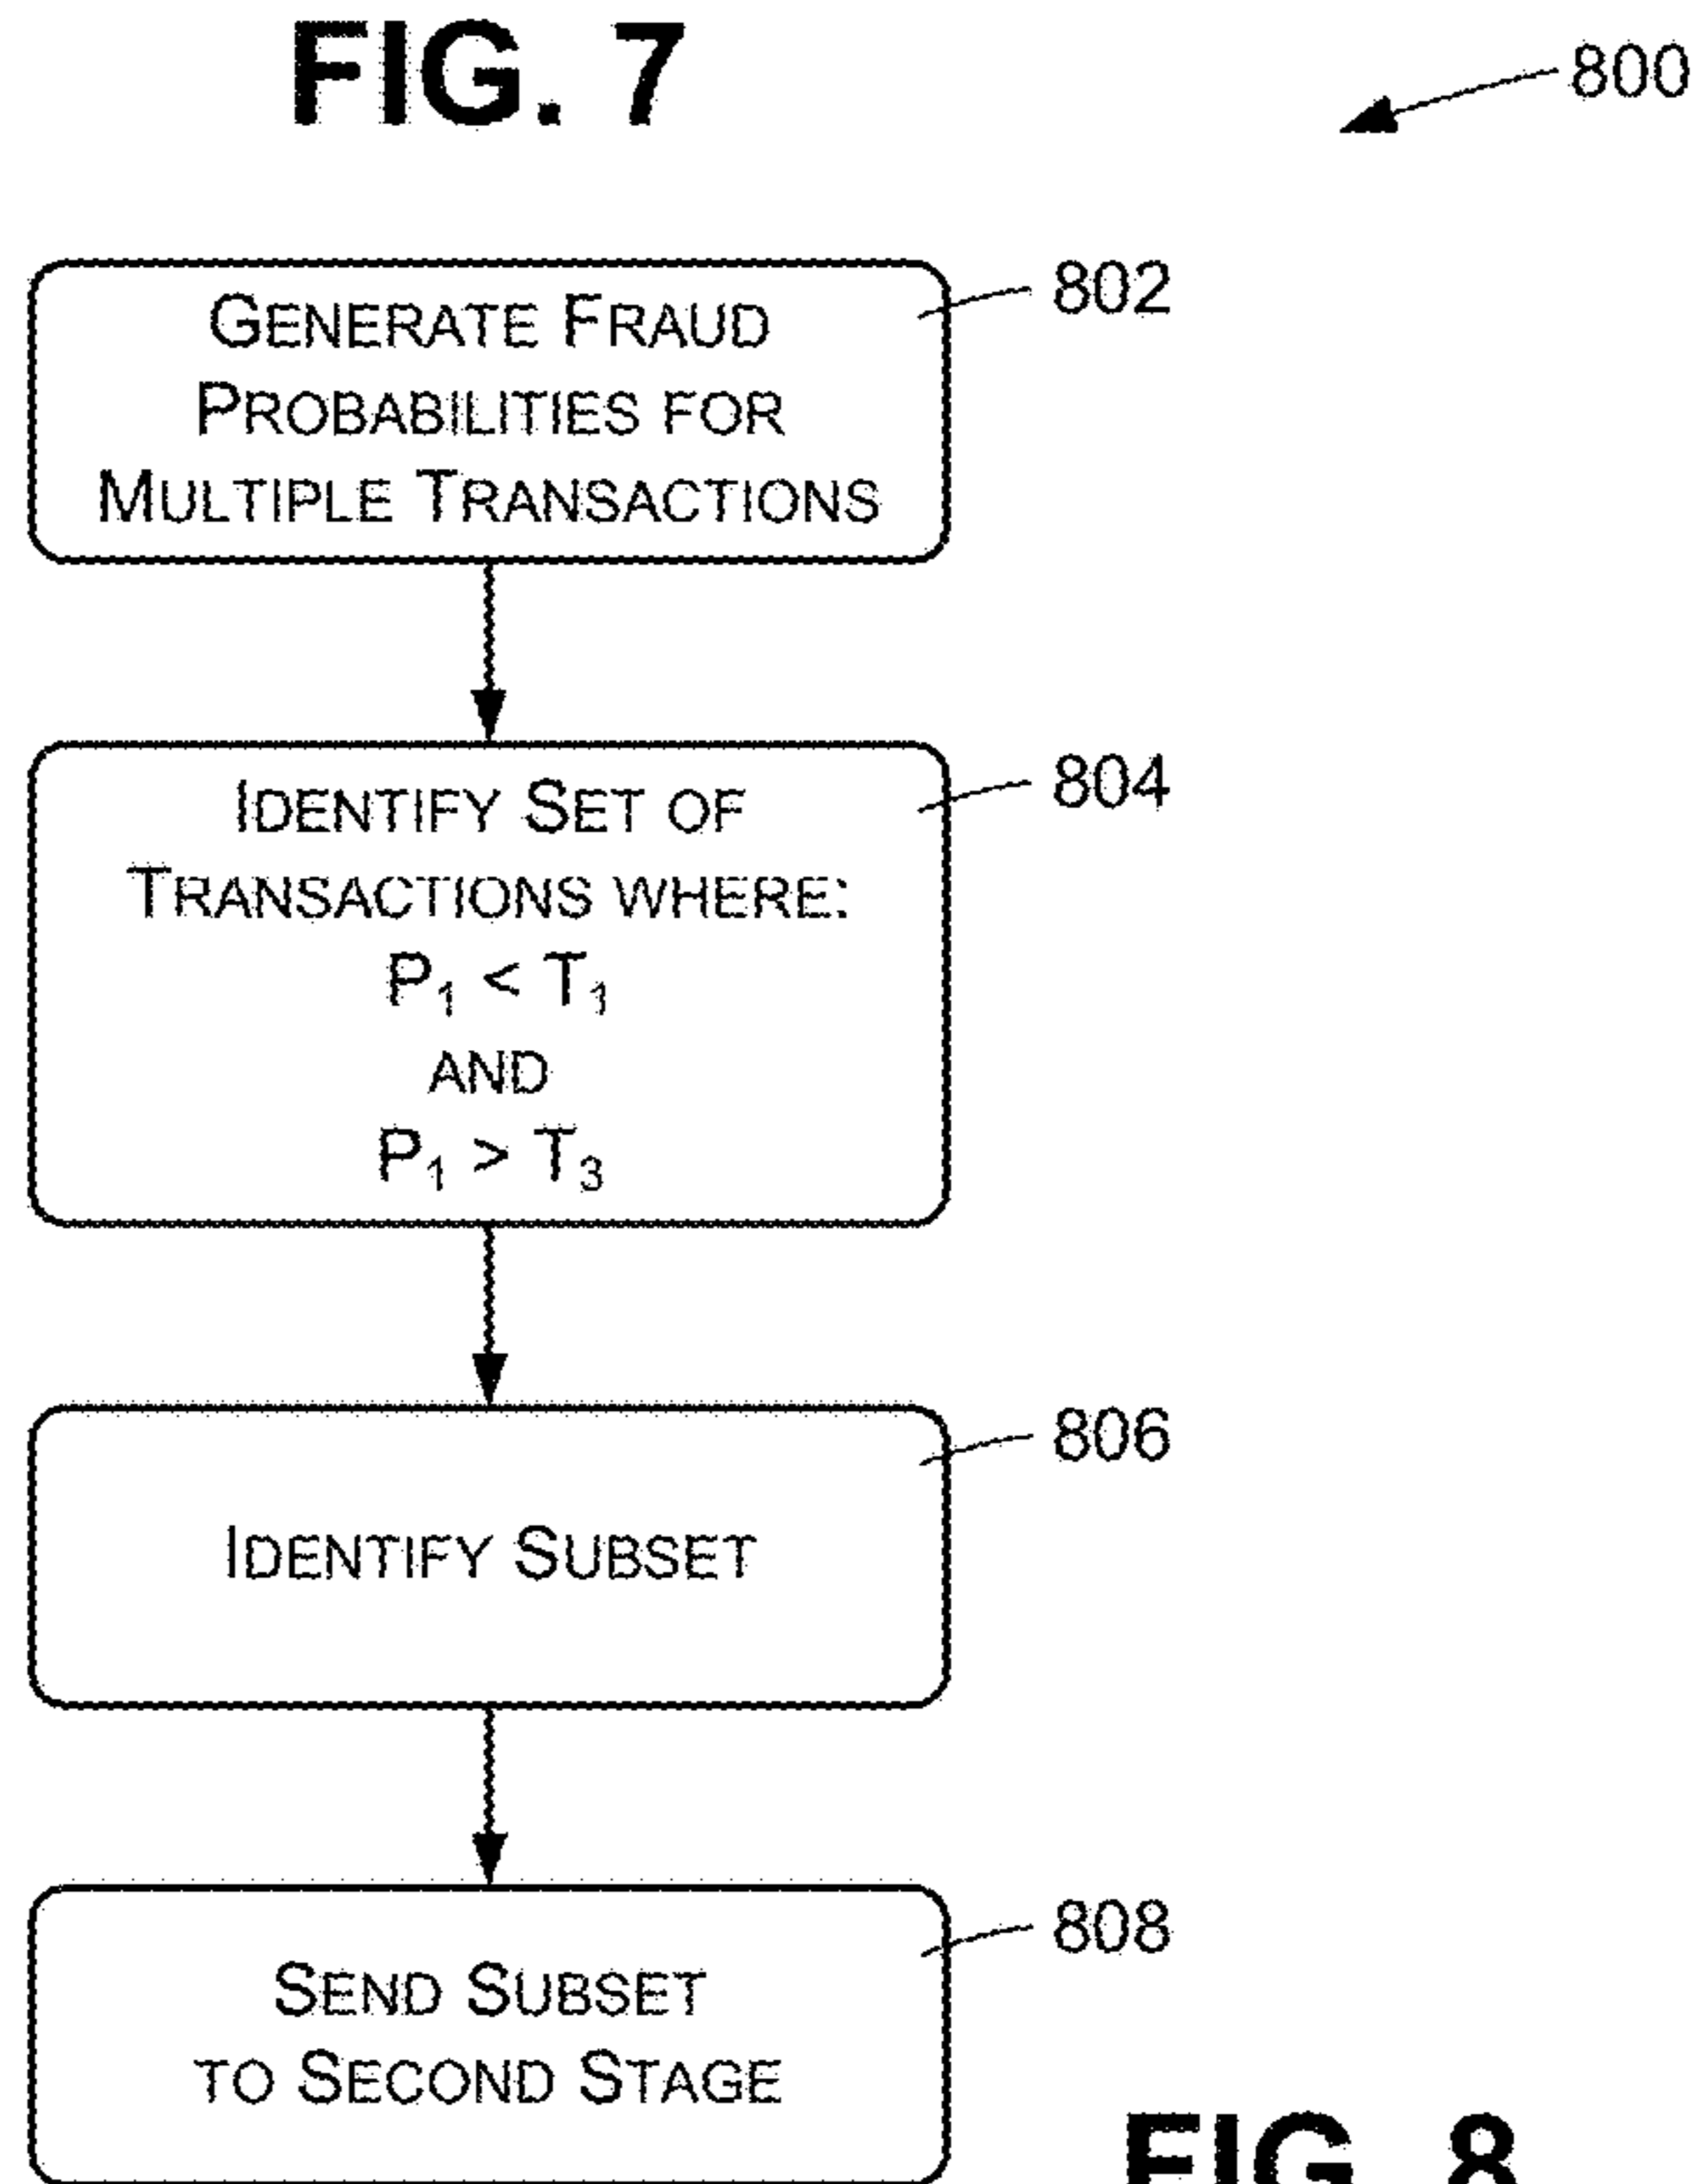 FIG. 7
800
GENERATE FRAUD
PROBABILITIES FOR
MULTIPLE TRANSACTIONS
802
IDENTIFY SET OF
TRANSACTIONS WHERE:
P₁ < T₁
AND
P₁ > T₃
804
IDENTIFY SUBSET
806
SEND SUBSET
TO SECOND STAGE
808
FIG. 8